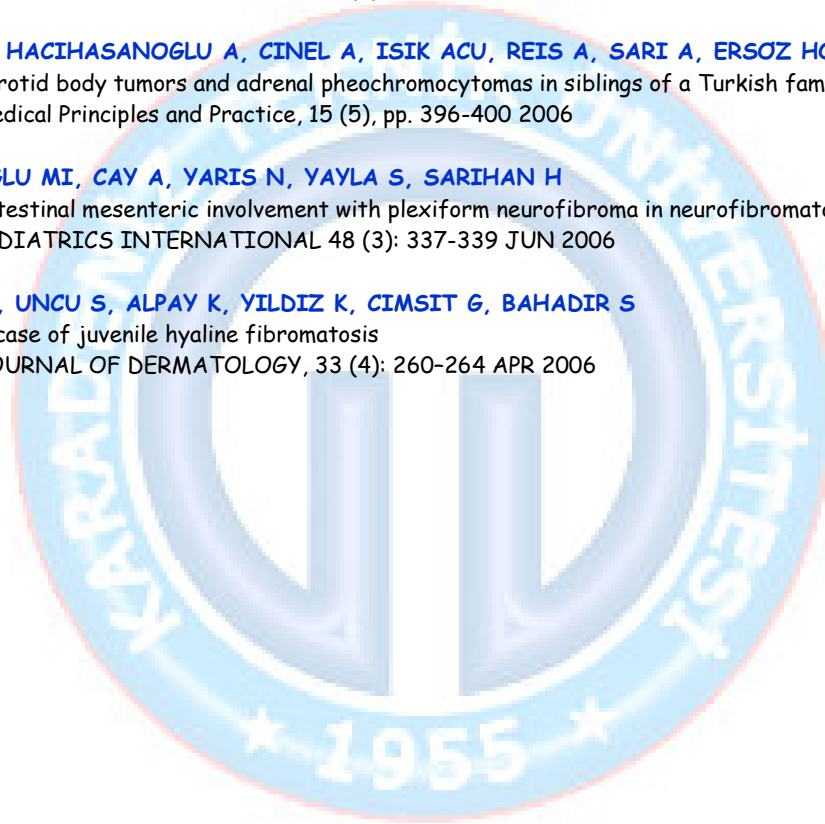 HACIHASANOGLU A, CINEL A, ISIK ACU, REIS A, SARI A, ERSOZ HO
rotid body tumors and adrenal pheochromocytomas in siblings of a Turkish fam
edical Principles and Practice, 15 (5), pp. 396-400 2006
GLU MI, CAY A, YARIS N, YAYLA S, SARIHAN H
testinal mesenteric involvement with plexiform neurofibroma in neurofibromato
DIATRICS INTERNATIONAL 48 (3): 337-339 JUN 2006
, UNCU S, ALPAY K, YILDIZ K, CIMSIT G, BAHADIR S
case of juvenile hyaline fibromatosis
OURNAL OF DERMATOLOGY, 33 (4): 260-264 APR 2006
KARADENİZ TEKNİK ÜNİVERSİTESİ
1955